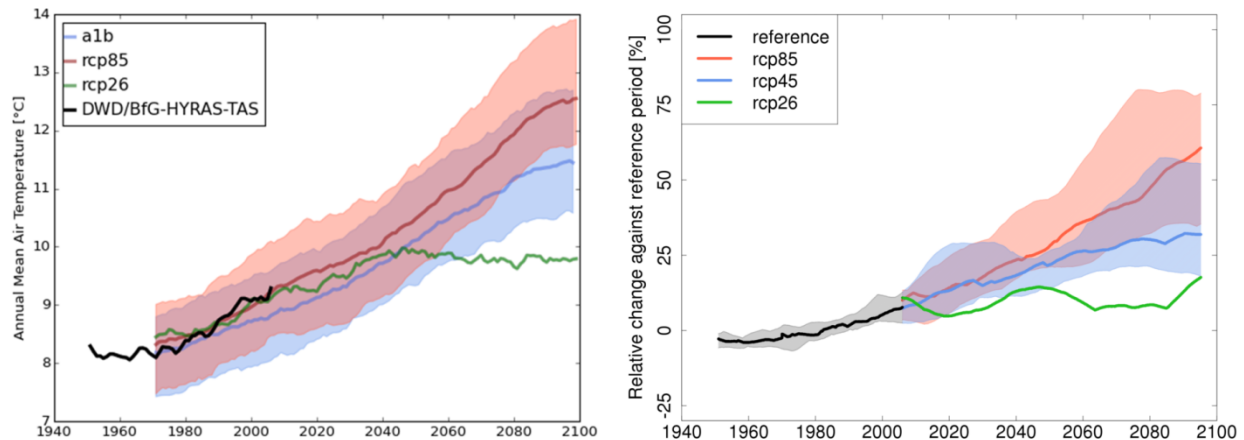 14
13
12
11
10
9
8
7
Annual Mean Air Temperature [°C]
a1b
rcp85
rcp26
DWD/BfG-HYRAS-TAS
1940 1960 1980 2000 2020 2040 2060 2080 2100
100
75
50
25
0
-25
Relative change against reference period [%]
reference
rcp85
rcp45
rcp26
1940 1960 1980 2000 2020 2040 2060 2080 2100